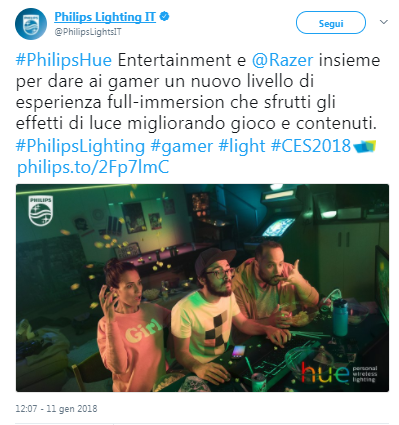 Philips Lighting IT
@PhilipsLightsIT
Segui
#PhilipsHue Entertainment e @Razer insieme
per dare ai gamer un nuovo livello di
esperienza full-immersion che sfrutti gli
effetti di luce migliorando gioco e contenuti.
#PhilipsLighting #gamer #light #CES2018
philips.to/2Fp7lmC
PHILIPS
Girl
hue personal
wireless
lighting
12:07 - 11 gen 2018